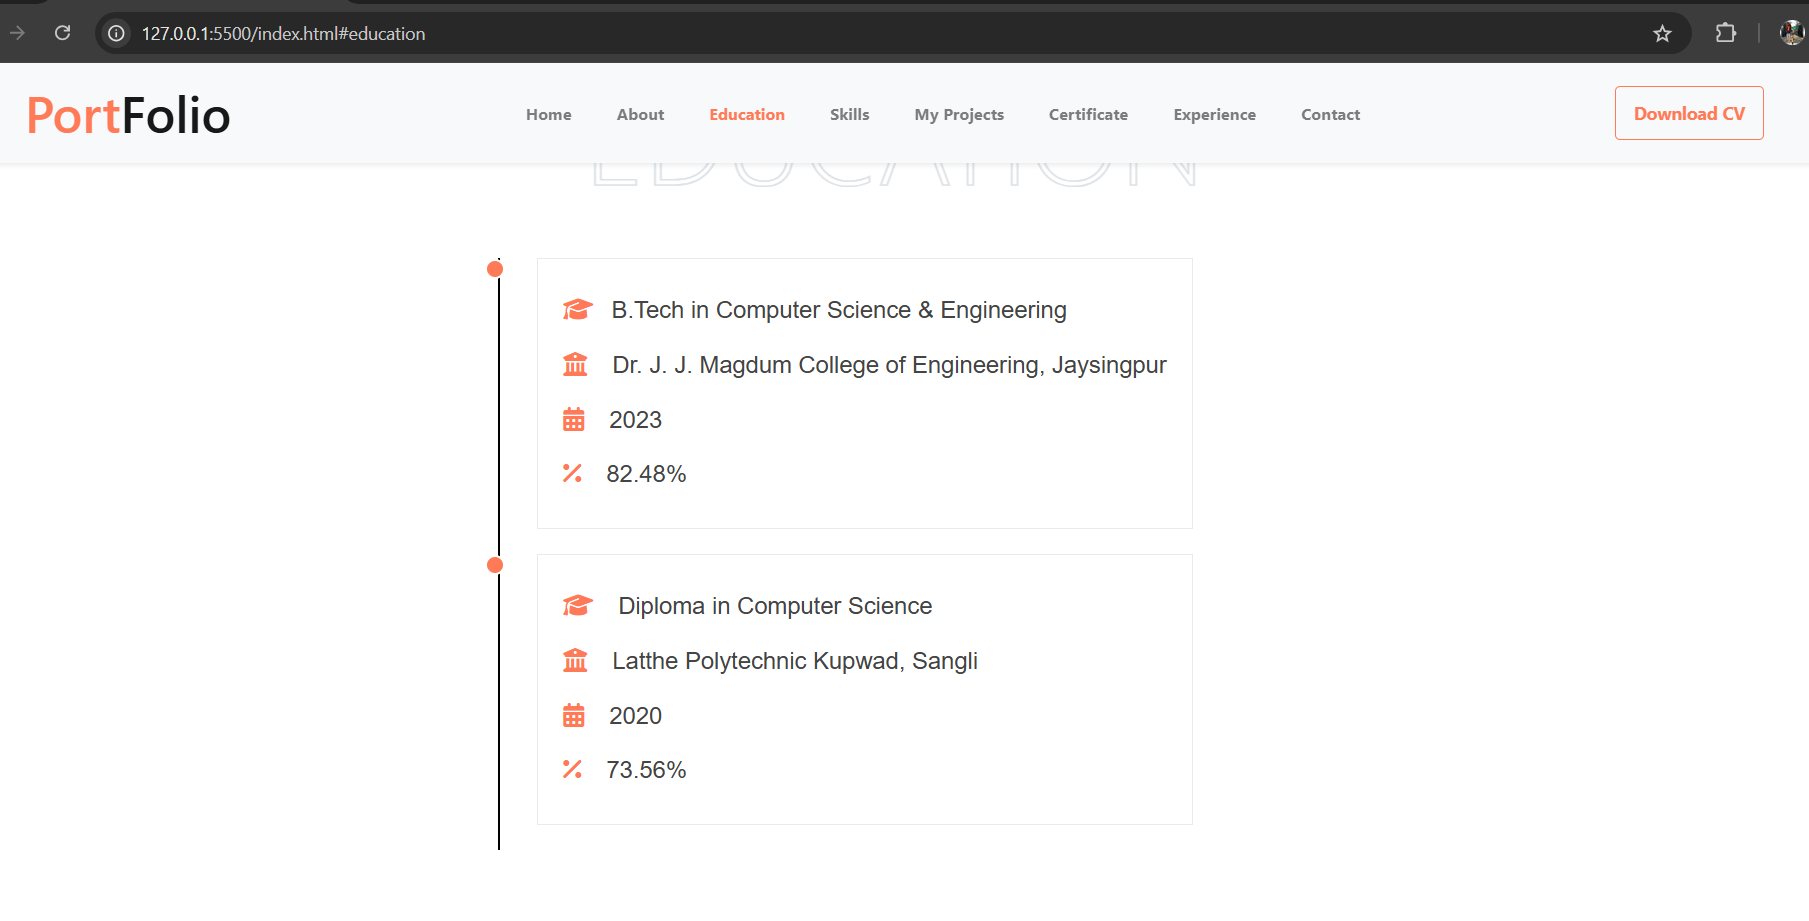 127.0.0.1:5500/index.html#education
PortFolio Home About Education Skills My Projects Certificate Experience Contact Download CV
EDUCATION
B.Tech in Computer Science & Engineering
Dr. J. J. Magdum College of Engineering, Jaysingpur
2023
82.48%
Diploma in Computer Science
Latthe Polytechnic Kupwad, Sangli
2020
73.56%